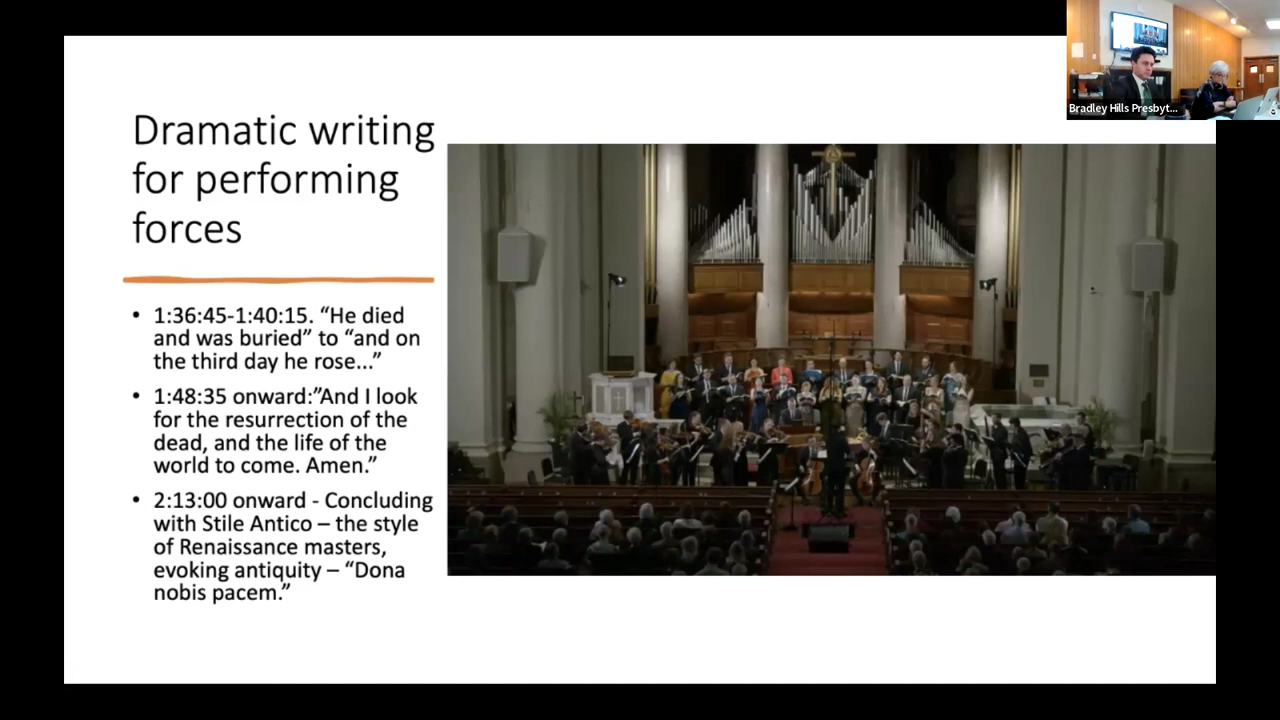 Bradley Hills Presbyt...
Dramatic writing
for performing
forces
• 1:36:45-1:40:15. “He died
and was buried” to “and on
the third day he rose...”
• 1:48:35 onward:”And I look
for the resurrection of the
dead, and the life of the
world to come. Amen.”
• 2:13:00 onward - Concluding
with Stile Antico – the style
of Renaissance masters,
evoking antiquity – “Dona
nobis pacem.”